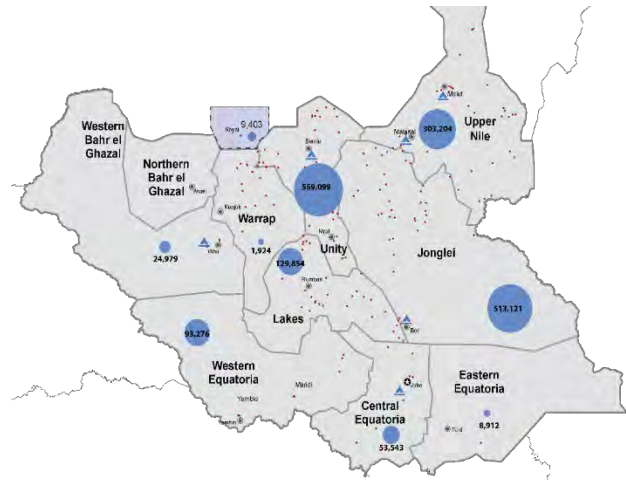 Western
Bahr el
Ghazal
Northern
Bahr el
Ghazal
9,403
Upper
Nile
303,204
Malakal
Bentiu
559,099
Warrap
Unity
Jonglei
1,924
24,979
Wau
129,854
Rumbek
Lakes
513,121
Bor
93,276
Western
Equatoria
Maridi
Yambio
Juba
Central
Equatoria
53,543
Eastern
Equatoria
8,912